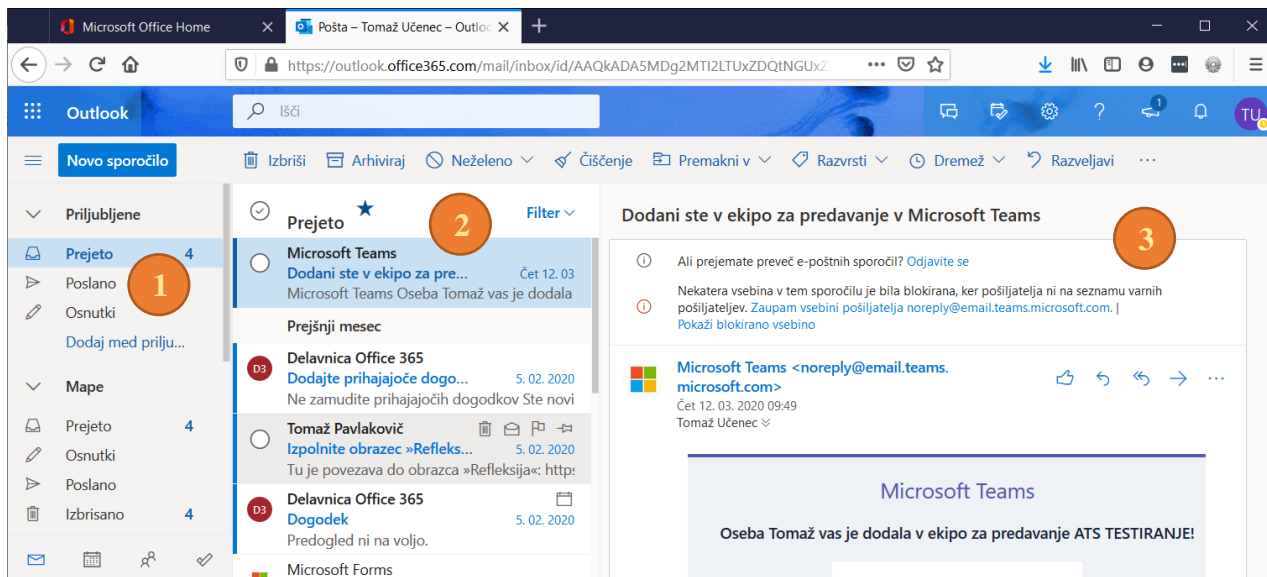 Microsoft Office Home
Pošta – Tomaž Učenec – Outloo
https://outlook.office365.com/mail/inbox/id/AAQkADA5MDg2MTI2LTUxZDQtNGUxZ
Outlook
Išči
1
TU
Novo sporočilo
Izbriši
Arhiviraj
Neželeno
Čiščenje
Premakni v
Razvrsti
Dremež
Razveljavi
Priljubljene
Prejeto 4
Poslano
Osnutki
Dodaj med prilju...
Mape
Prejeto 4
Osnutki
Poslano
Izbrisano 4
1
Prejeto
Filter
2
Microsoft Teams
Dodani ste v ekipo za pre... Čet 12. 03
Microsoft Teams Oseba Tomaž vas je dodala
Prejšnji mesec
D3
Delavnica Office 365
Dodajte prihajajoče dogo... 5. 02. 2020
Ne zamudite prihajajočih dogodkov Ste novi
Tomaž Pavlakovič
Izpolnite obrazec »Refleks... 5. 02. 2020
Tu je povezava do obrazca »Refleksija«: https
D3
Delavnica Office 365
Dogodek 5. 02. 2020
Predogled ni na voljo.
Microsoft Forms
Dodani ste v ekipo za predavanje v Microsoft Teams
3
Ali prejemate preveč e-poštnih sporočil? Odjavite se
Nekatera vsebina v tem sporočilu je bila blokirana, ker pošiljatelja ni na seznamu varnih
pošiljateljev. Zaupam vsebini pošiljatelja noreply@email.teams.microsoft.com. |
Pokaži blokirano vsebino
Microsoft Teams <noreply@email.teams.
microsoft.com>
Čet 12. 03. 2020 09:49
Tomaž Učenec
Microsoft Teams
Oseba Tomaž vas je dodala v ekipo za predavanje ATS TESTIRANJE!